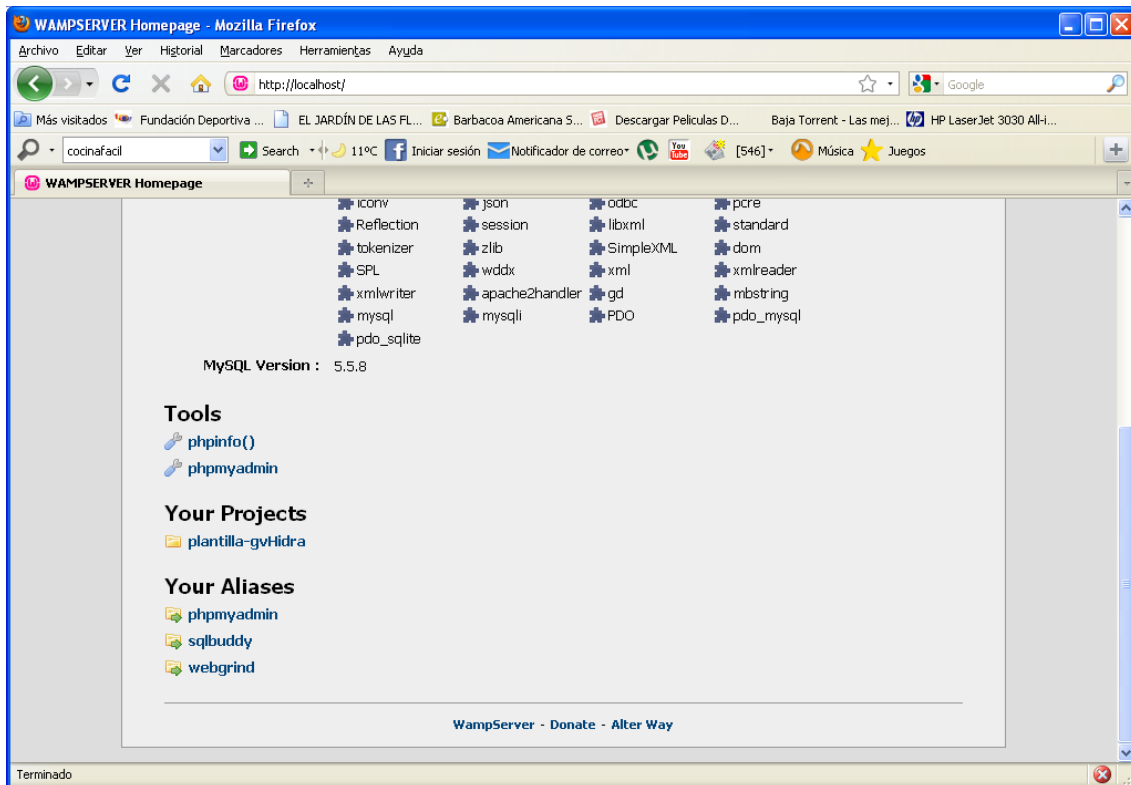 WAMPSERVER Homepage - Mozilla Firefox
Archivo Editar Ver Historial Marcadores Herramientas Ayuda
http://localhost/ Google
Más visitados Fundación Deportiva ... EL JARDÍN DE LAS FL... Barbacoa Americana S... Descargar Peliculas D... Baja Torrent - Las mej... HP LaserJet 3030 All-i...
cocinafacil Search 11ºC Iniciar sesión Notificador de correo You Tube [546] Música Juegos
WAMPSERVER Homepage
iconv json odbc pcre
Reflection session libxml standard
tokenizer zlib SimpleXML dom
SPL wddx xml xmlreader
xmlwriter apache2handler gd mbstring
mysql mysqli PDO pdo_mysql
pdo_sqlite
MySQL Version : 5.5.8
Tools
phpinfo()
phpmyadmin
Your Projects
plantilla-gvHidra
Your Aliases
phpmyadmin
sqlbuddy
webgrind
WampServer - Donate - Alter Way
Terminado